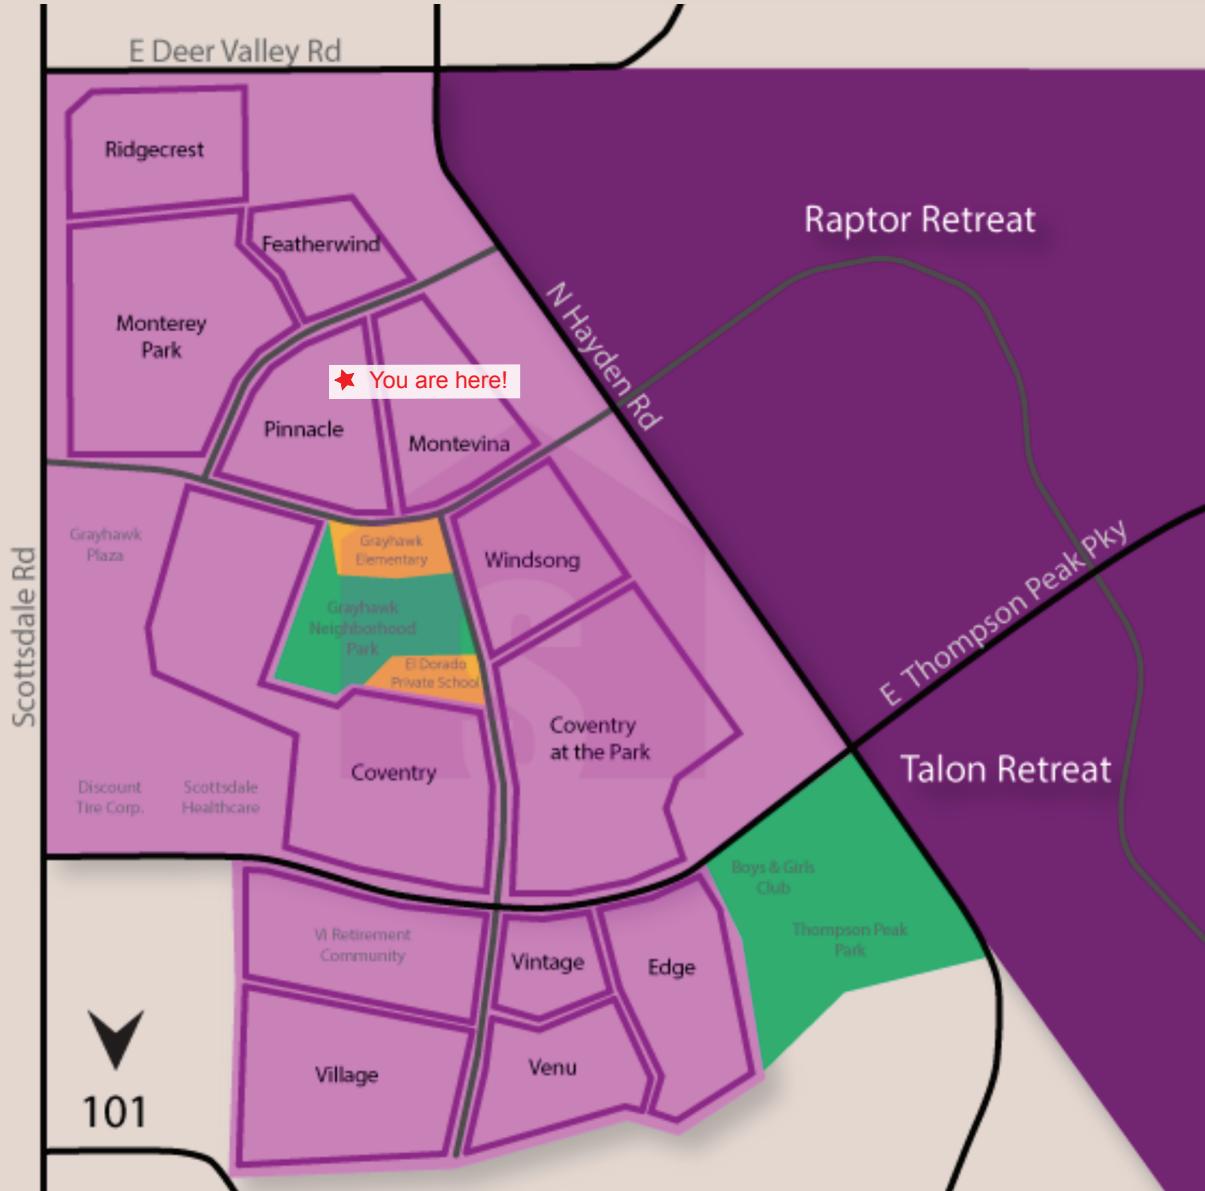 E Deer Valley Rd
Ridgecrest
Raptor Retreat
Featherwind
N Hayden Rd
Monterey
Park
You are here!
Pinnacle
Montevina
Grayhawk
Plaza
Grayhawk
Elementary
Windsong
E Thompson Peak Pky
Scottsdale Rd
Grayhawk
Neighborhood
Park
El Dorado
Private School
Coventry
at the Park
Coventry
Talon Retreat
Discount
Tire Corp.
Scottsdale
Healthcare
Boys & Girls
Club
Thompson Peak
Park
VI Retirement
Community
Vintage
Edge
Village
Venu
101